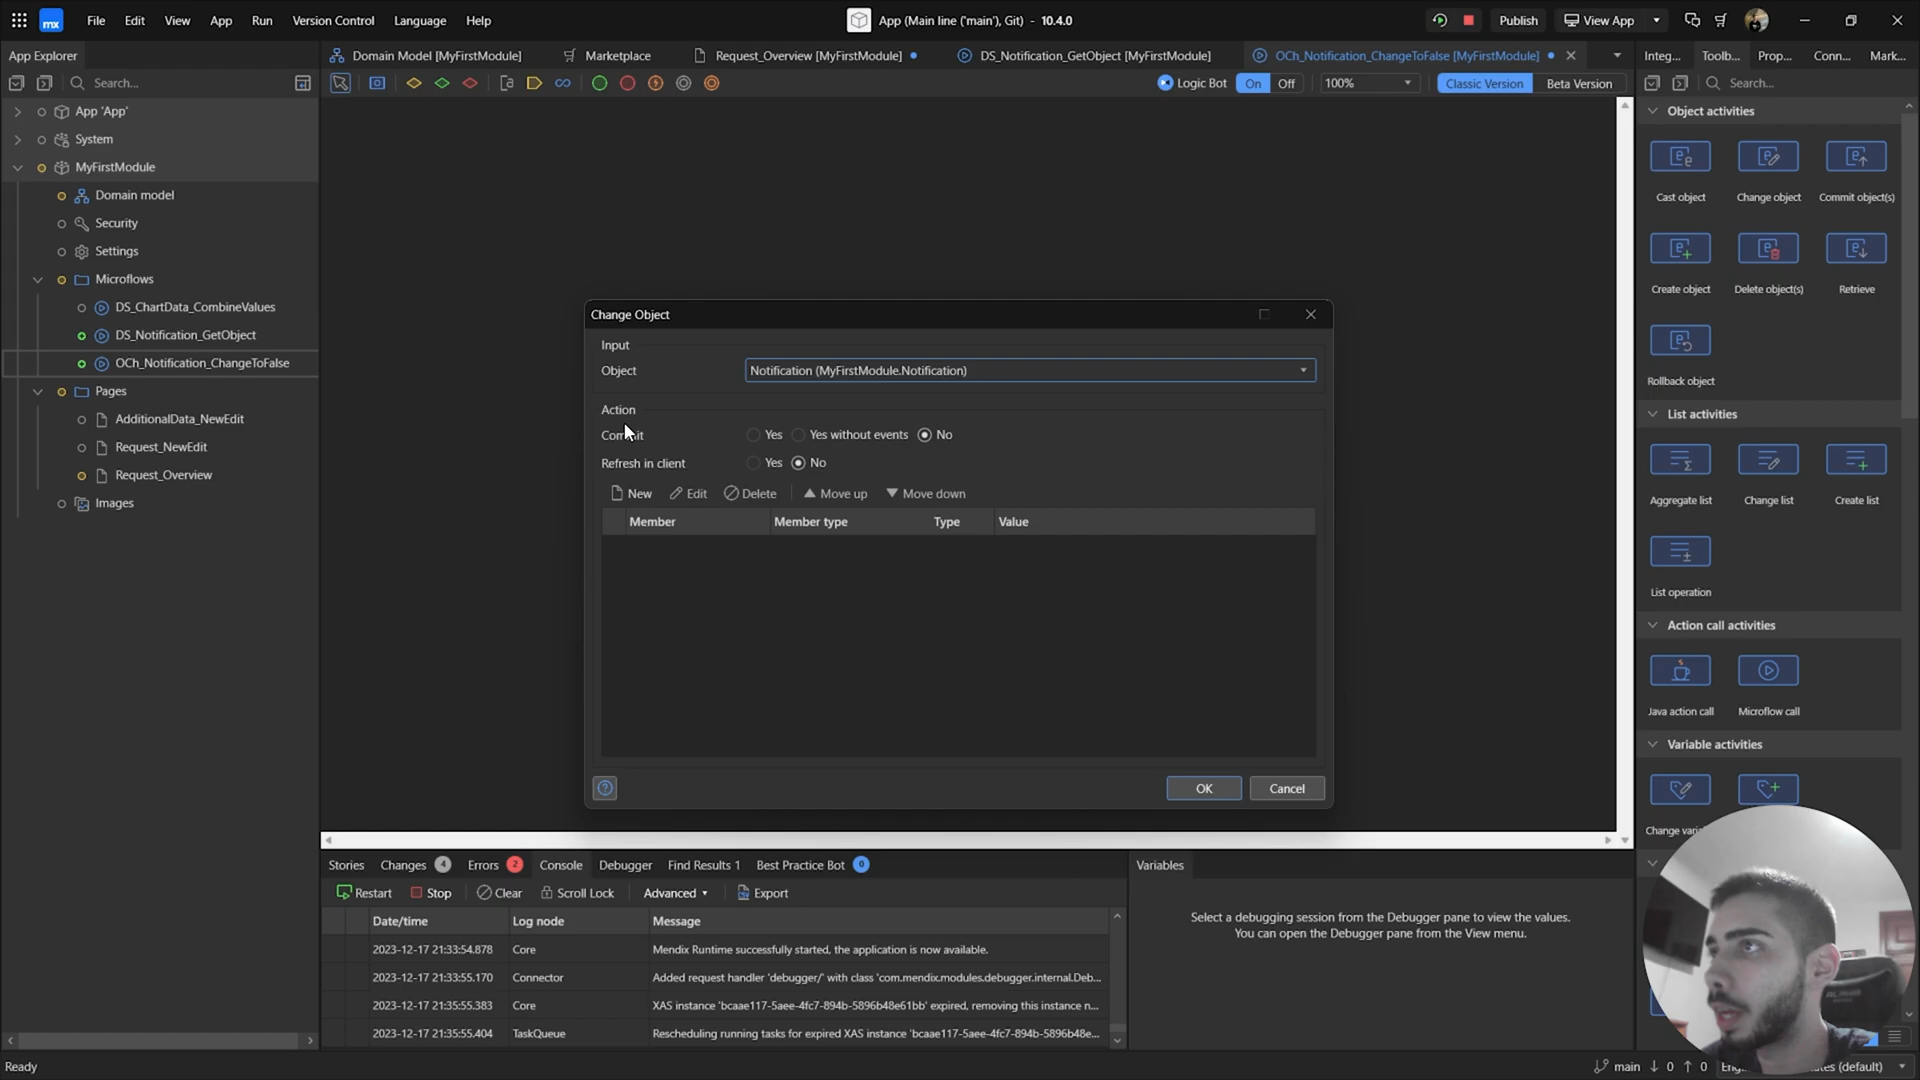 mx File Edit View App Run Version Control Language Help App (Main line ('main'), Git) - 10.4.0 Publish View App
App Explorer
Domain Model [MyFirstModule] Marketplace Request_Overview [MyFirstModule] DS_Notification_GetObject [MyFirstModule] OCh_Notification_ChangeToFalse [MyFirstModule]
Integ... Toolb... Prop... Conn... Mark...
Search...
Logic Bot On Off 100% Classic Version Beta Version
Search...
App 'App'
System
MyFirstModule
Domain model
Security
Settings
Microflows
DS_ChartData_CombineValues
DS_Notification_GetObject
OCh_Notification_ChangeToFalse
Pages
AdditionalData_NewEdit
Request_NewEdit
Request_Overview
Images
Change Object
Input
Object Notification (MyFirstModule.Notification)
Action
Commit Yes Yes without events No
Refresh in client Yes No
New Edit Delete Move up Move down
Member Member type Type Value
OK Cancel
Object activities
Cast object Change object Commit object(s)
Create object Delete object(s) Retrieve
Rollback object
List activities
Aggregate list Change list Create list
List operation
Action call activities
Java action call Microflow call
Variable activities
Change
Stories Changes 4 Errors 2 Console Debugger Find Results 1 Best Practice Bot 0
Restart Stop Clear Scroll Lock Advanced Export
Date/time Log node Message
2023-12-17 21:33:54.878 Core Mendix Runtime successfully started, the application is now available.
2023-12-17 21:33:55.170 Connector Added request handler 'debugger/' with class 'com.mendix.modules.debugger.internal.Deb...
2023-12-17 21:35:55.383 Core XAS instance 'bcaae117-5aee-4fc7-894b-5896b48e61bb' expired, removing this instance n...
2023-12-17 21:35:55.404 TaskQueue Rescheduling running tasks for expired XAS instance 'bcaae117-5aee-4fc7-894b-5896b48e...
Variables
Select a debugging session from the Debugger pane to view the values.
You can open the Debugger pane from the View menu.
Ready
main 0 0 (default)